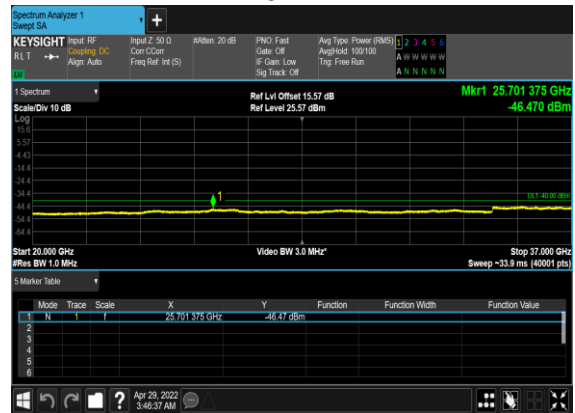 Spectrum Analyzer 1
Swept SA
+
KEYSIGHT Input: RF Input Z: 50 Ω #Atten: 20 dB PNO: Fast Avg Type: Power (RMS) 1 2 3 4 5 6
RLT Coupling: DC Corr CCorr Gate: Off Avg|Hold: 100/100 A W W W W W
Align: Auto Freq Ref: Int (S) IF Gain: Low Trig: Free Run
LXI Sig Track: Off A N N N N N
1 Spectrum Ref Lvl Offset 15.57 dB Mkr1 25.701 375 GHz
Scale/Div 10 dB Ref Level 25.57 dBm -46.470 dBm
Log
15.6
5.57
-4.43
-14.4
-24.4
-34.4 1 DL1 -40.00 dBm
-44.4
-54.4
-64.4
Start 20.000 GHz Video BW 3.0 MHz* Stop 37.000 GHz
#Res BW 1.0 MHz Sweep ~33.9 ms (40001 pts)
5 Marker Table
Mode Trace Scale X Y Function Function Width Function Value
1 N 1 f 25.701 375 GHz -46.47 dBm
2
3
4
5
6
? Apr 29, 2022
3:46:37 AM